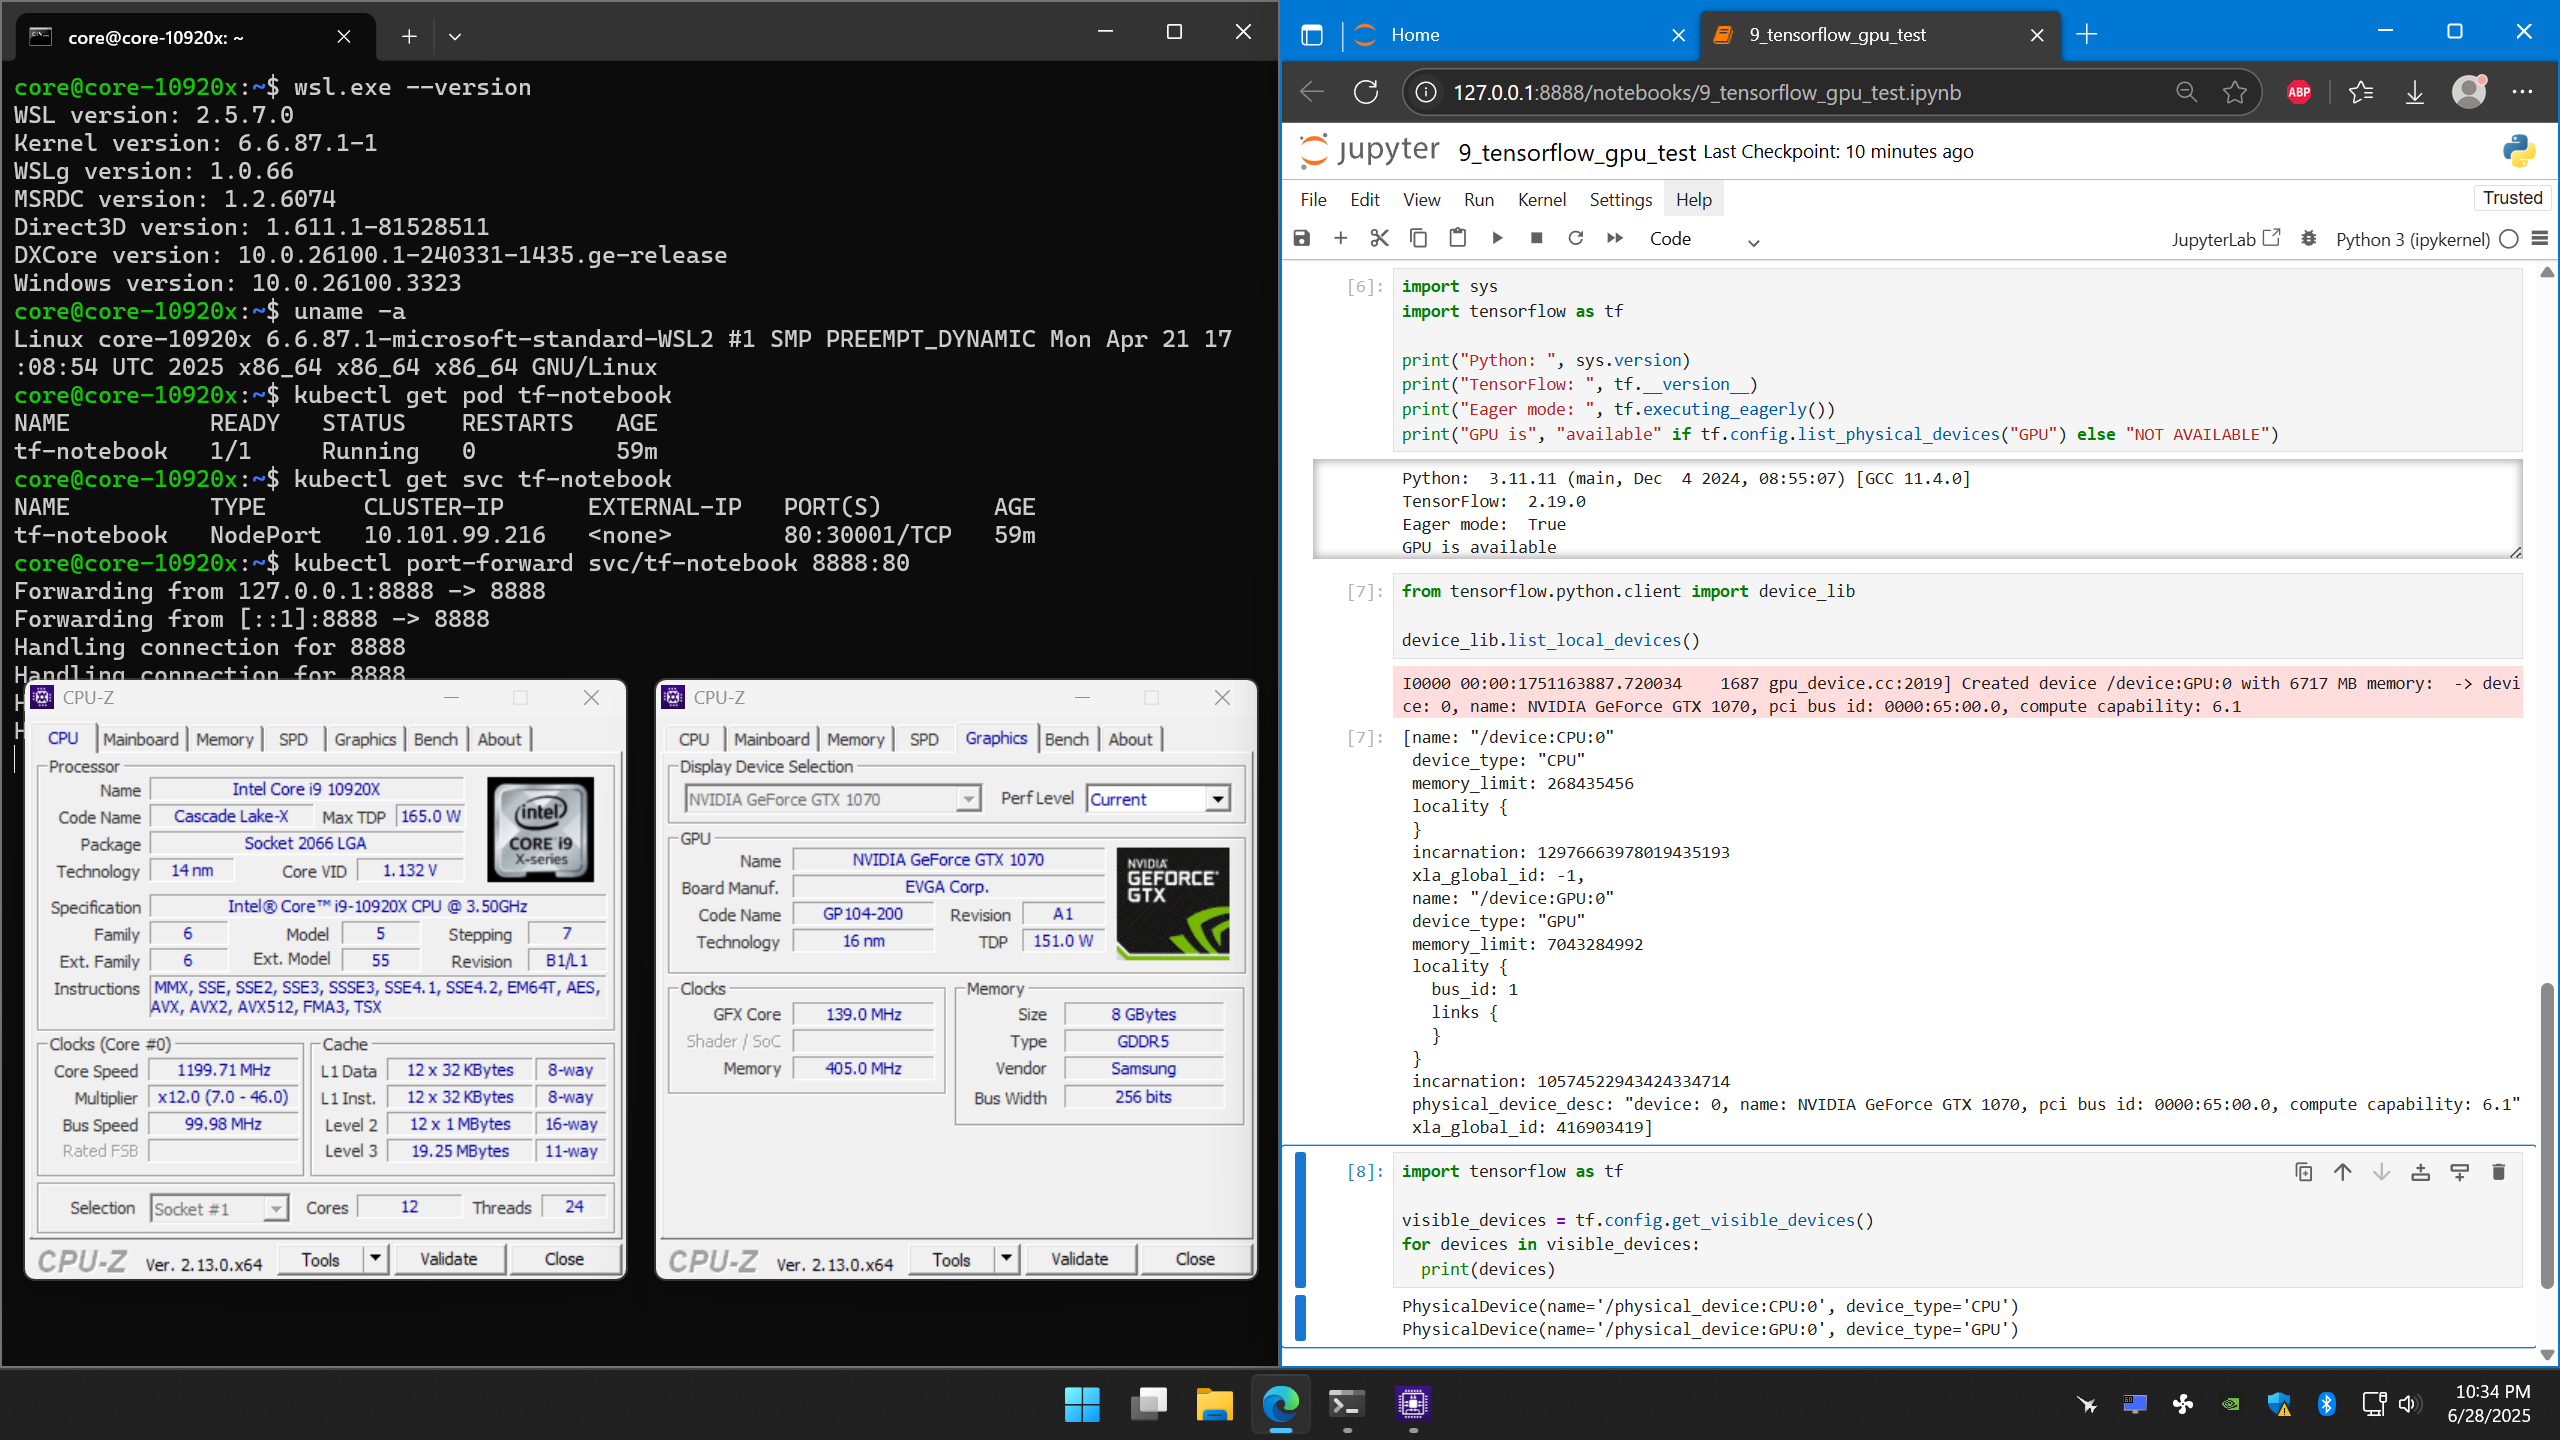 core@core-10920x: ~
core@core-10920x:~$ wsl.exe --version
WSL version: 2.5.7.0
Kernel version: 6.6.87.1-1
WSLg version: 1.0.66
MSRDC version: 1.2.6074
Direct3D version: 1.611.1-81528511
DXCore version: 10.0.26100.1-240331-1435.ge-release
Windows version: 10.0.26100.3323
core@core-10920x:~$ uname -a
Linux core-10920x 6.6.87.1-microsoft-standard-WSL2 #1 SMP PREEMPT_DYNAMIC Mon Apr 21 17
:08:54 UTC 2025 x86_64 x86_64 x86_64 GNU/Linux
core@core-10920x:~$ kubectl get pod tf-notebook
NAME READY STATUS RESTARTS AGE
tf-notebook 1/1 Running 0 59m
core@core-10920x:~$ kubectl get svc tf-notebook
NAME TYPE CLUSTER-IP EXTERNAL-IP PORT(S) AGE
tf-notebook NodePort 10.101.99.216 <none> 80:30001/TCP 59m
core@core-10920x:~$ kubectl port-forward svc/tf-notebook 8888:80
Forwarding from 127.0.0.1:8888 -> 8888
Forwarding from [::1]:8888 -> 8888
Handling connection for 8888
Handling connection for 8888
H
H
CPU-Z
CPU Mainboard Memory SPD Graphics Bench About
Processor
Name Intel Core i9 10920X
Code Name Cascade Lake-X Max TDP 165.0 W
Package Socket 2066 LGA
Technology 14 nm Core VID 1.132 V
intel
CORE i9
X-series
Specification Intel® Core™ i9-10920X CPU @ 3.50GHz
Family 6 Model 5 Stepping 7
Ext. Family 6 Ext. Model 55 Revision B1/L1
Instructions MMX, SSE, SSE2, SSE3, SSSE3, SSE4.1, SSE4.2, EM64T, AES,
AVX, AVX2, AVX512, FMA3, TSX
Clocks (Core #0)
Core Speed 1199.71 MHz
Multiplier x12.0 (7.0 - 46.0)
Bus Speed 99.98 MHz
Rated FSB
Cache
L1 Data 12 x 32 KBytes 8-way
L1 Inst. 12 x 32 KBytes 8-way
Level 2 12 x 1 MBytes 16-way
Level 3 19.25 MBytes 11-way
Selection Socket #1 Cores 12 Threads 24
CPU-Z Ver. 2.13.0.x64 Tools Validate Close
CPU-Z
CPU Mainboard Memory SPD Graphics Bench About
Display Device Selection
NVIDIA GeForce GTX 1070 Perf Level Current
GPU
Name NVIDIA GeForce GTX 1070
Board Manuf. EVGA Corp.
Code Name GP104-200 Revision A1
Technology 16 nm TDP 151.0 W
NVIDIA
GEFORCE
GTX
Clocks
GFX Core 139.0 MHz
Shader / SoC
Memory 405.0 MHz
Memory
Size 8 GBytes
Type GDDR5
Vendor Samsung
Bus Width 256 bits
CPU-Z Ver. 2.13.0.x64 Tools Validate Close
Home
9_tensorflow_gpu_test
127.0.0.1:8888/notebooks/9_tensorflow_gpu_test.ipynb
ABP
jupyter 9_tensorflow_gpu_test Last Checkpoint: 10 minutes ago
File Edit View Run Kernel Settings Help
Trusted
Code
JupyterLab Python 3 (ipykernel)
[6]: import sys
import tensorflow as tf
print("Python: ", sys.version)
print("TensorFlow: ", tf.__version__)
print("Eager mode: ", tf.executing_eagerly())
print("GPU is", "available" if tf.config.list_physical_devices("GPU") else "NOT AVAILABLE")
Python:  3.11.11 (main, Dec  4 2024, 08:55:07) [GCC 11.4.0]
TensorFlow:  2.19.0
Eager mode:  True
GPU is available
[7]: from tensorflow.python.client import device_lib
device_lib.list_local_devices()
I0000 00:00:1751163887.720034    1687 gpu_device.cc:2019] Created device /device:GPU:0 with 6717 MB memory:  -> devi
ce: 0, name: NVIDIA GeForce GTX 1070, pci bus id: 0000:65:00.0, compute capability: 6.1
[7]: [name: "/device:CPU:0"
device_type: "CPU"
memory_limit: 268435456
locality {
}
incarnation: 12976663978019435193
xla_global_id: -1,
name: "/device:GPU:0"
device_type: "GPU"
memory_limit: 7043284992
locality {
bus_id: 1
links {
}
}
incarnation: 10574522943424334714
physical_device_desc: "device: 0, name: NVIDIA GeForce GTX 1070, pci bus id: 0000:65:00.0, compute capability: 6.1"
xla_global_id: 416903419]
[8]: import tensorflow as tf
visible_devices = tf.config.get_visible_devices()
for devices in visible_devices:
print(devices)
PhysicalDevice(name='/physical_device:CPU:0', device_type='CPU')
PhysicalDevice(name='/physical_device:GPU:0', device_type='GPU')
10:34 PM
6/28/2025